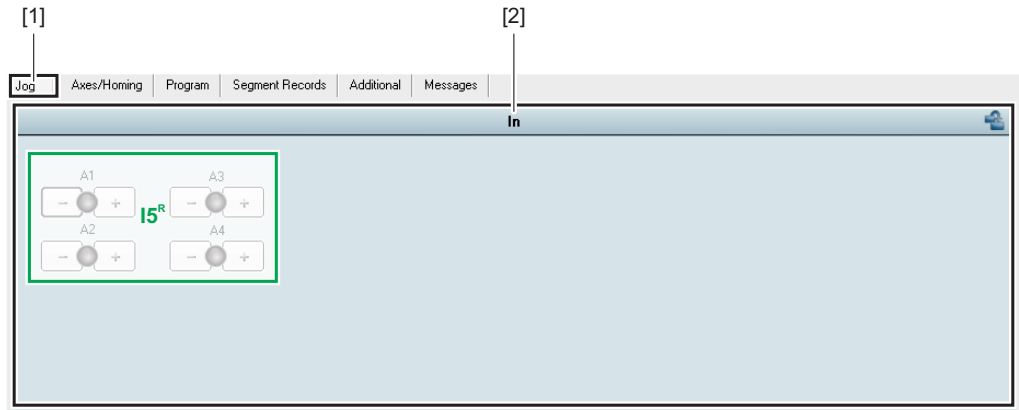 [1] [2]
Jog Axes/Homing Program Segment Records Additional Messages
In
A1 A3
− + I5ᴿ − +
A2 A4
− + − +